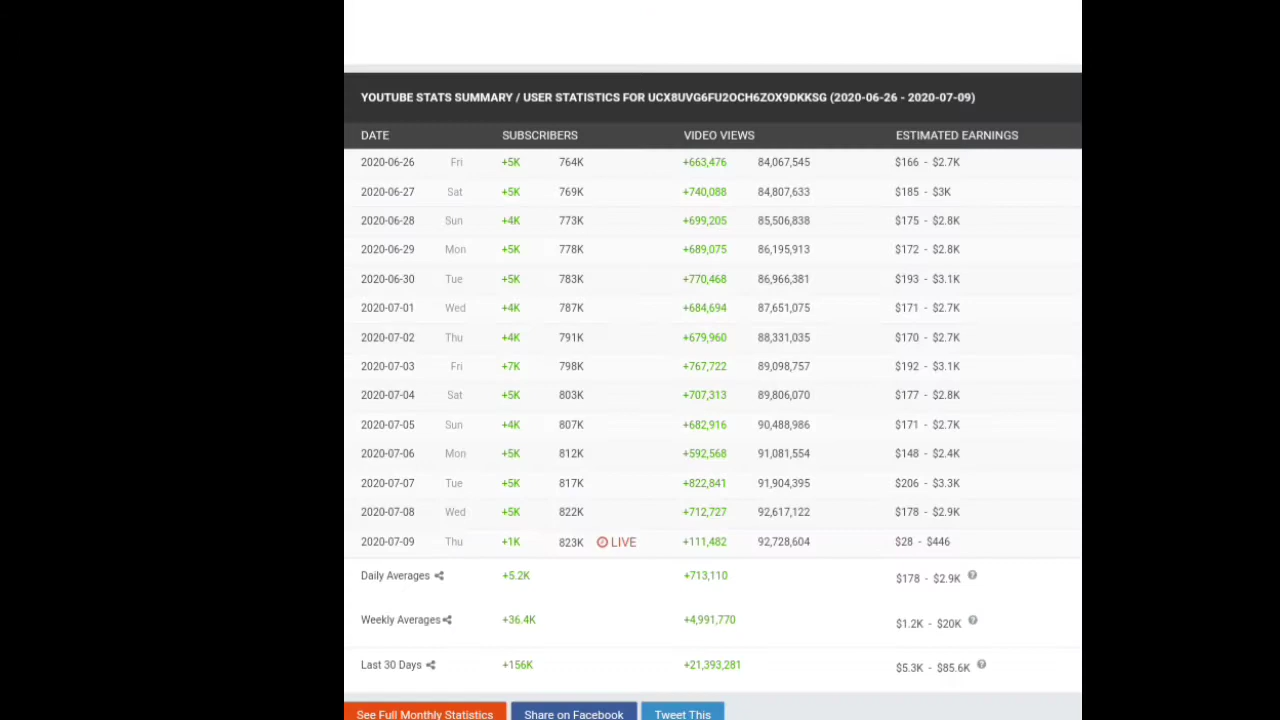 YOUTUBE STATS SUMMARY / USER STATISTICS FOR UCX8UVG6FU2OCH6ZOX9DKKSG (2020-06-26 - 2020-07-09)
DATE SUBSCRIBERS VIDEO VIEWS ESTIMATED EARNINGS
2020-06-26 Fri +5K 764K +663,476 84,067,545 $166 - $2.7K
2020-06-27 Sat +5K 769K +740,088 84,807,633 $185 - $3K
2020-06-28 Sun +4K 773K +699,205 85,506,838 $175 - $2.8K
2020-06-29 Mon +5K 778K +689,075 86,195,913 $172 - $2.8K
2020-06-30 Tue +5K 783K +770,468 86,966,381 $193 - $3.1K
2020-07-01 Wed +4K 787K +684,694 87,651,075 $171 - $2.7K
2020-07-02 Thu +4K 791K +679,960 88,331,035 $170 - $2.7K
2020-07-03 Fri +7K 798K +767,722 89,098,757 $192 - $3.1K
2020-07-04 Sat +5K 803K +707,313 89,806,070 $177 - $2.8K
2020-07-05 Sun +4K 807K +682,916 90,488,986 $171 - $2.7K
2020-07-06 Mon +5K 812K +592,568 91,081,554 $148 - $2.4K
2020-07-07 Tue +5K 817K +822,841 91,904,395 $206 - $3.3K
2020-07-08 Wed +5K 822K +712,727 92,617,122 $178 - $2.9K
2020-07-09 Thu +1K 823K LIVE +111,482 92,728,604 $28 - $446
Daily Averages +5.2K +713,110 $178 - $2.9K
Weekly Averages +36.4K +4,991,770 $1.2K - $20K
Last 30 Days +156K +21,393,281 $5.3K - $85.6K
See Full Monthly Statistics Share on Facebook Tweet This